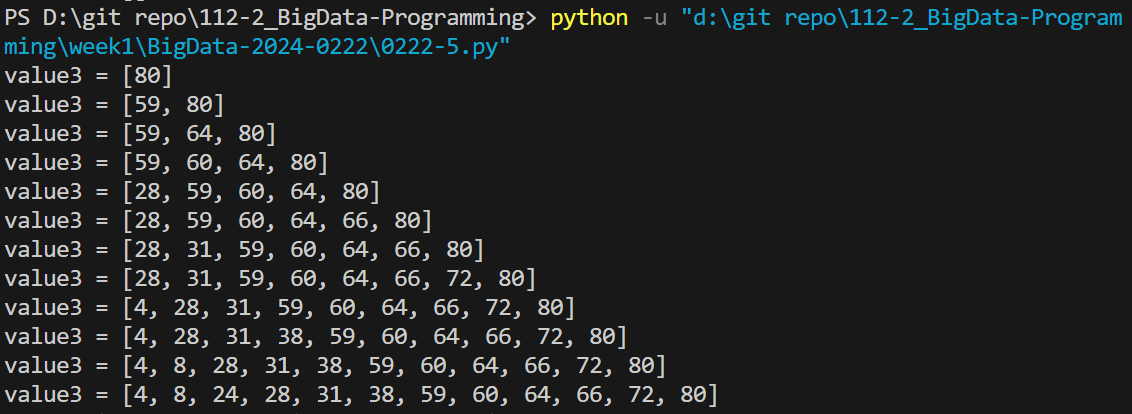 PS D:\git repo\112-2_BigData-Programming> python -u "d:\git repo\112-2_BigData-Program
ming\week1\BigData-2024-0222\0222-5.py"
value3 = [80]
value3 = [59, 80]
value3 = [59, 64, 80]
value3 = [59, 60, 64, 80]
value3 = [28, 59, 60, 64, 80]
value3 = [28, 59, 60, 64, 66, 80]
value3 = [28, 31, 59, 60, 64, 66, 80]
value3 = [28, 31, 59, 60, 64, 66, 72, 80]
value3 = [4, 28, 31, 59, 60, 64, 66, 72, 80]
value3 = [4, 28, 31, 38, 59, 60, 64, 66, 72, 80]
value3 = [4, 8, 28, 31, 38, 59, 60, 64, 66, 72, 80]
value3 = [4, 8, 24, 28, 31, 38, 59, 60, 64, 66, 72, 80]